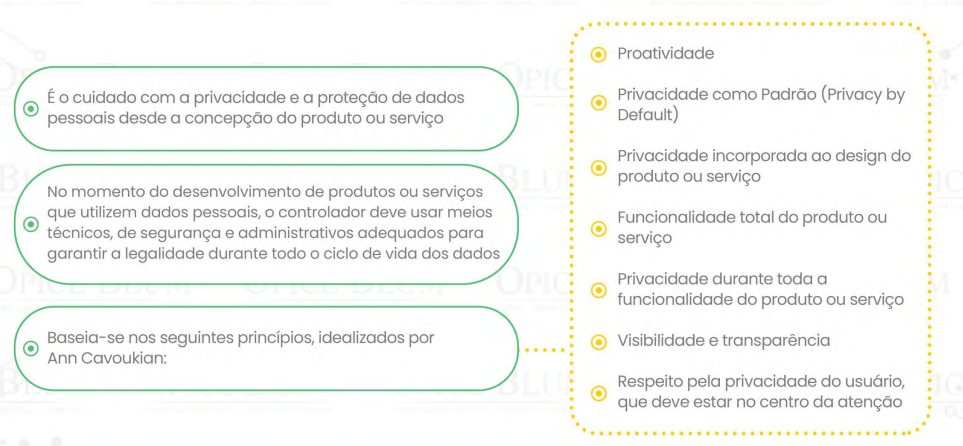 É o cuidado com a privacidade e a proteção de dados
pessoais desde a concepção do produto ou serviço
No momento do desenvolvimento de produtos ou serviços
que utilizem dados pessoais, o controlador deve usar meios
técnicos, de segurança e administrativos adequados para
garantir a legalidade durante todo o ciclo de vida dos dados
Baseia-se nos seguintes princípios, idealizados por
Ann Cavoukian:
Proatividade
Privacidade como Padrão (Privacy by
Default)
Privacidade incorporada ao design do
produto ou serviço
Funcionalidade total do produto ou
serviço
Privacidade durante toda a
funcionalidade do produto ou serviço
Visibilidade e transparência
Respeito pela privacidade do usuário,
que deve estar no centro da atenção